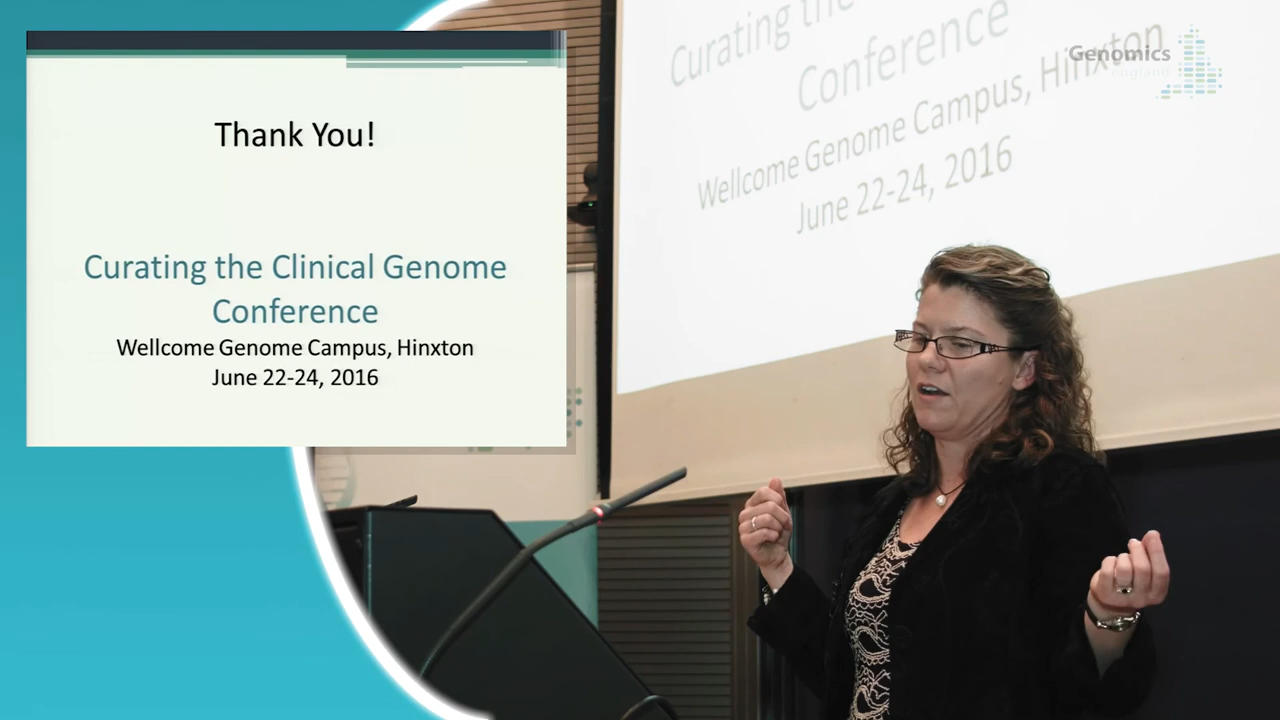 Thank You!
Curating the Clinical Genome
Conference
Wellcome Genome Campus, Hinxton
June 22-24, 2016
Curating the
Conference
Wellcome Genome Campus, Hinxton
June 22-24, 2016
Genomics
england